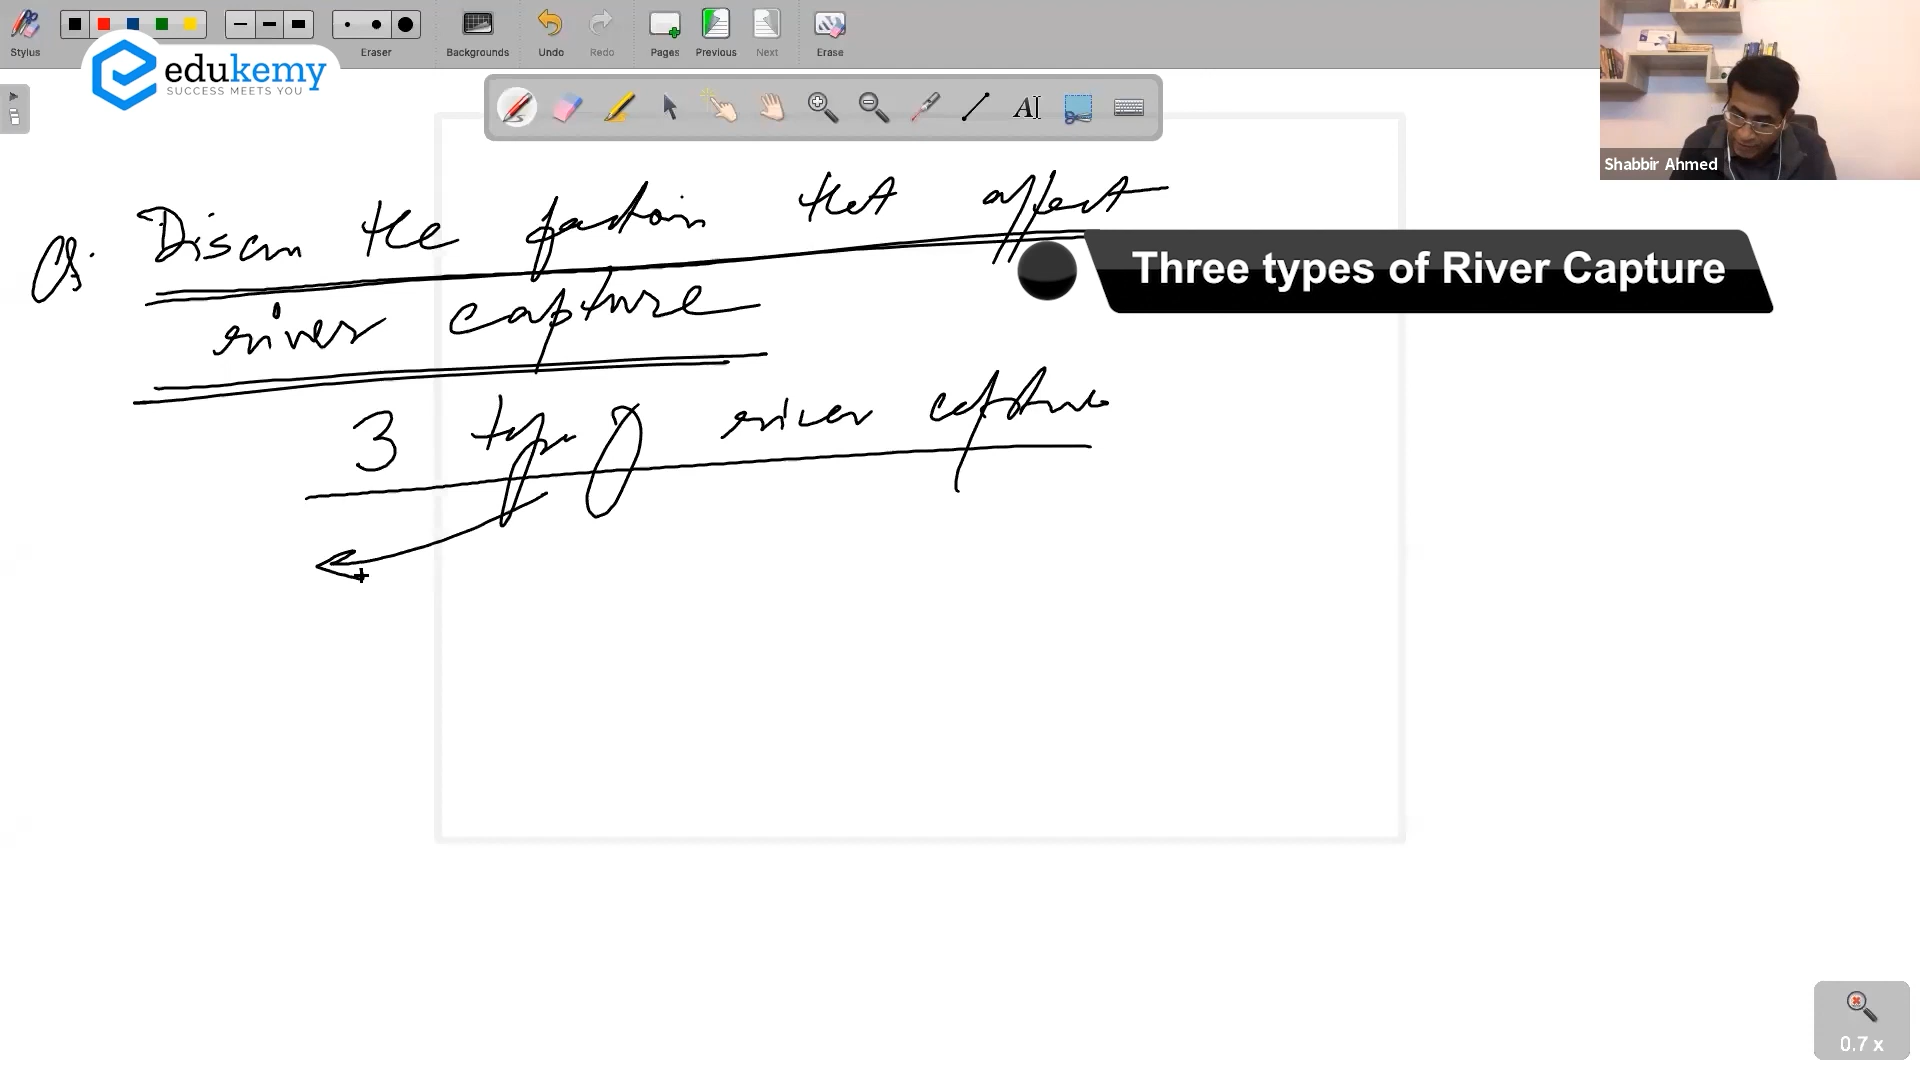 Stylus
Eraser
Backgrounds
Undo
Redo
Pages
Previous
Next
Erase
edukemy
SUCCESS MEETS YOU
AI
Shabbir Ahmed
Q. Discuss the factors that affect
river capture
Three types of River Capture
3 type of river capture
0.7 x